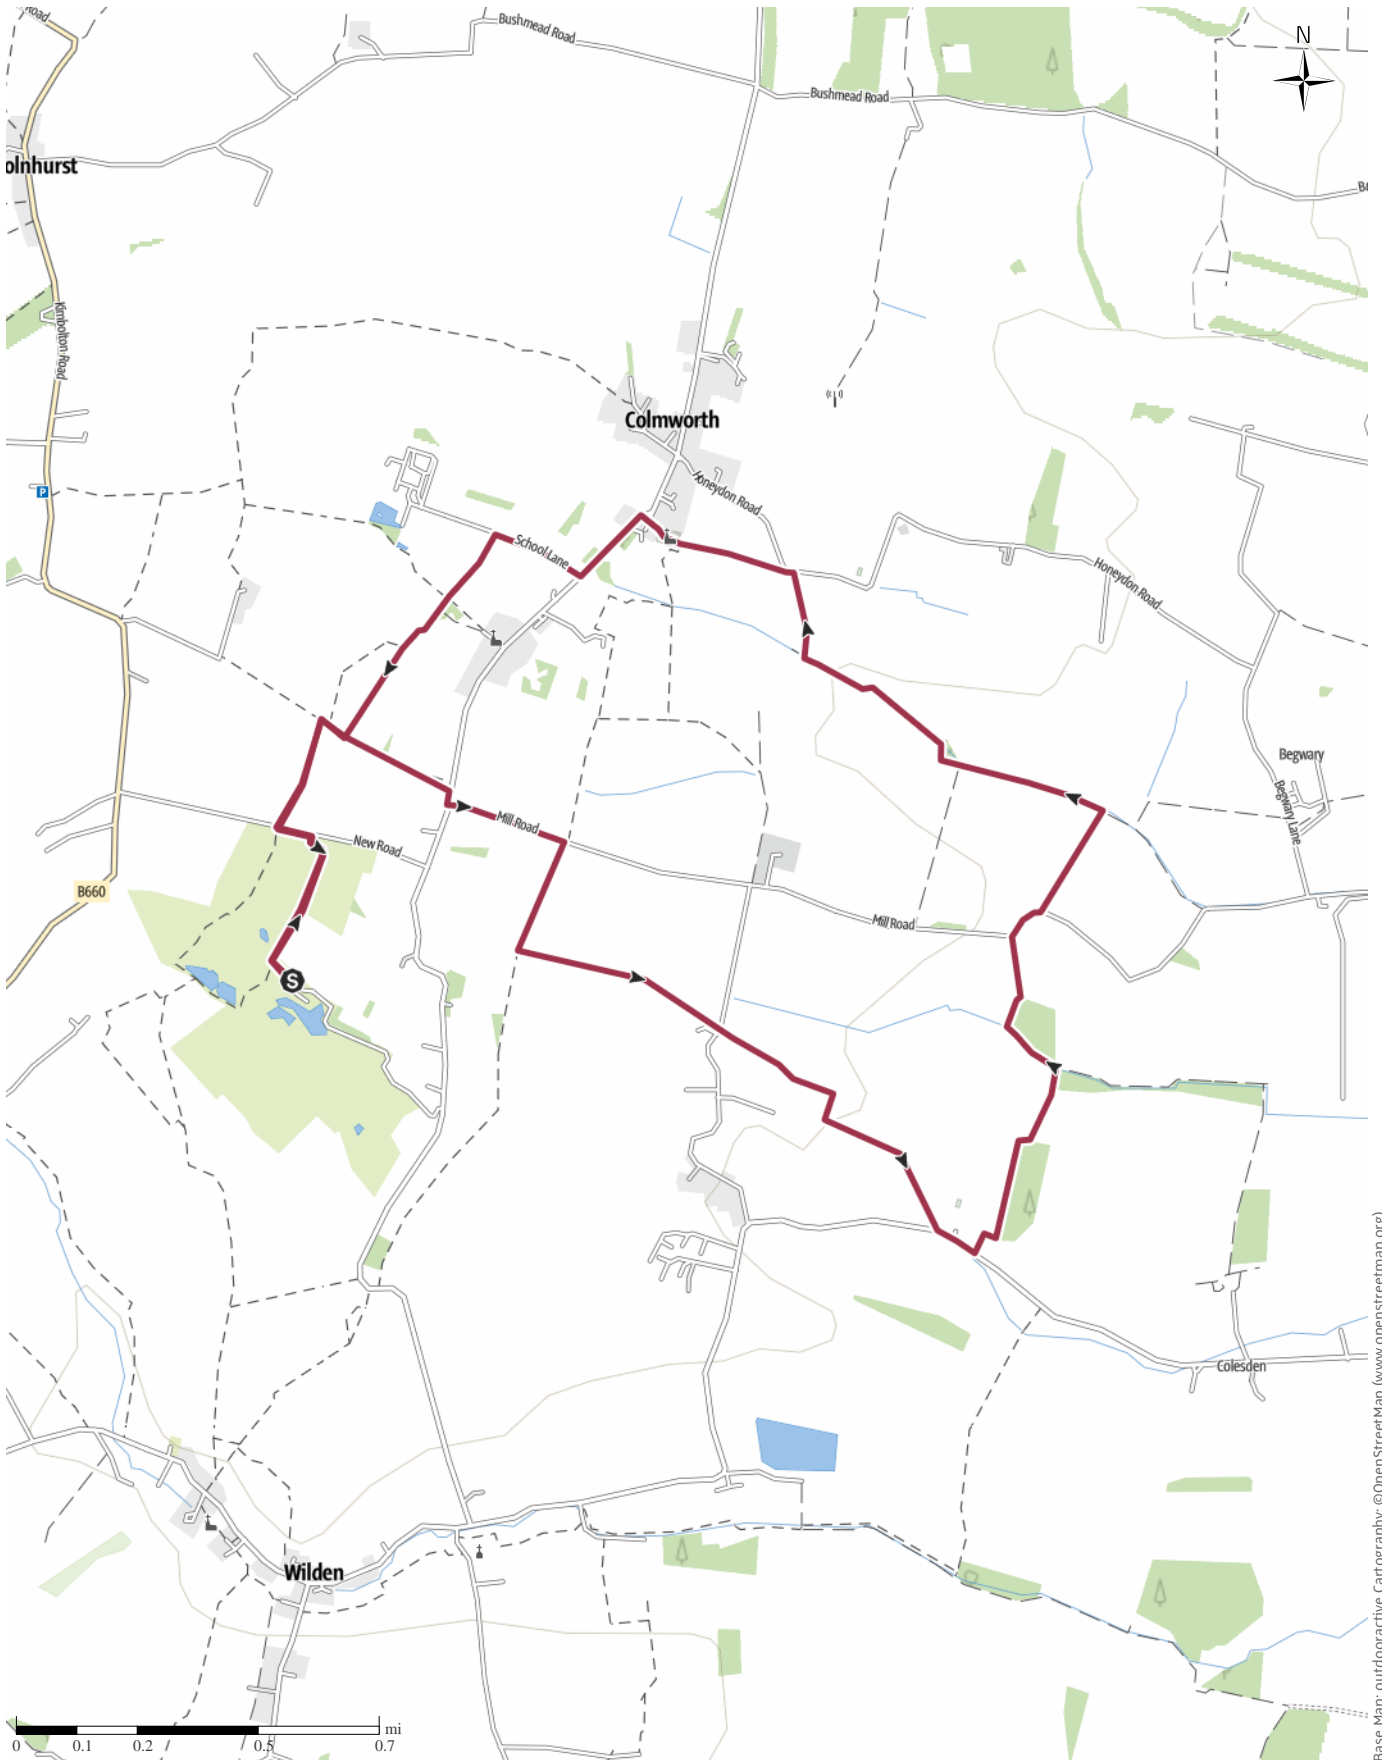 Road
Bushmead Road
N
Bushmead Road
olnhurst
Kimbolton Road
Colmworth
P
Honeydon Road
School Lane
Honeydon Road
Begwary
Begwary Lane
Mill Road
New Road
B660
Mill Road
S
Colesden
Wilden
mi
0 0.1 0.2 0.5 0.7
Base Map: outdooractive Cartography; ©OpenStreetMap (www.openstreetmap.org)